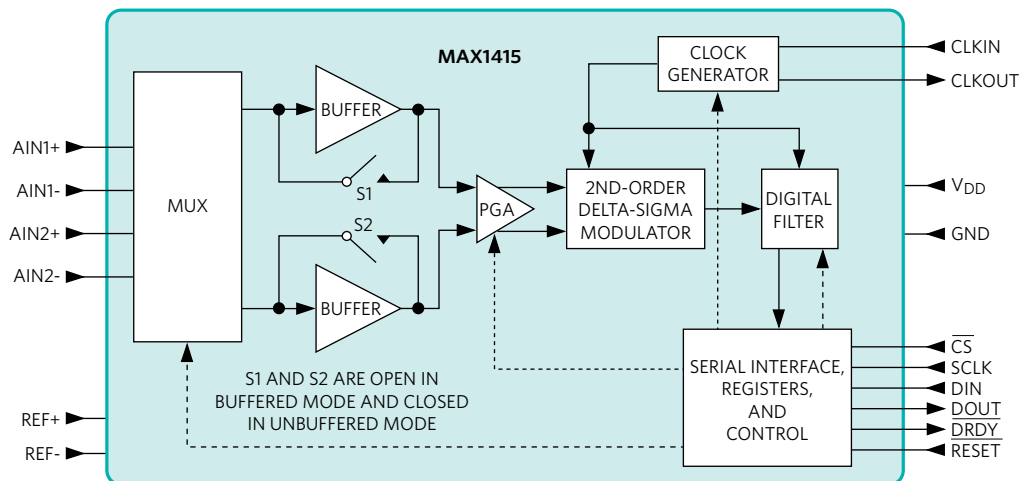 MAX1415
CLOCK
GENERATOR
CLKIN
CLKOUT
BUFFER
S1
AIN1+
AIN1-
AIN2+
AIN2-
MUX
S2
BUFFER
PGA
2ND-ORDER
DELTA-SIGMA
MODULATOR
DIGITAL
FILTER
VDD
GND
S1 AND S2 ARE OPEN IN
BUFFERED MODE AND CLOSED
IN UNBUFFERED MODE
REF+
REF-
SERIAL INTERFACE,
REGISTERS,
AND
CONTROL
CS
SCLK
DIN
DOUT
DRDY
RESET